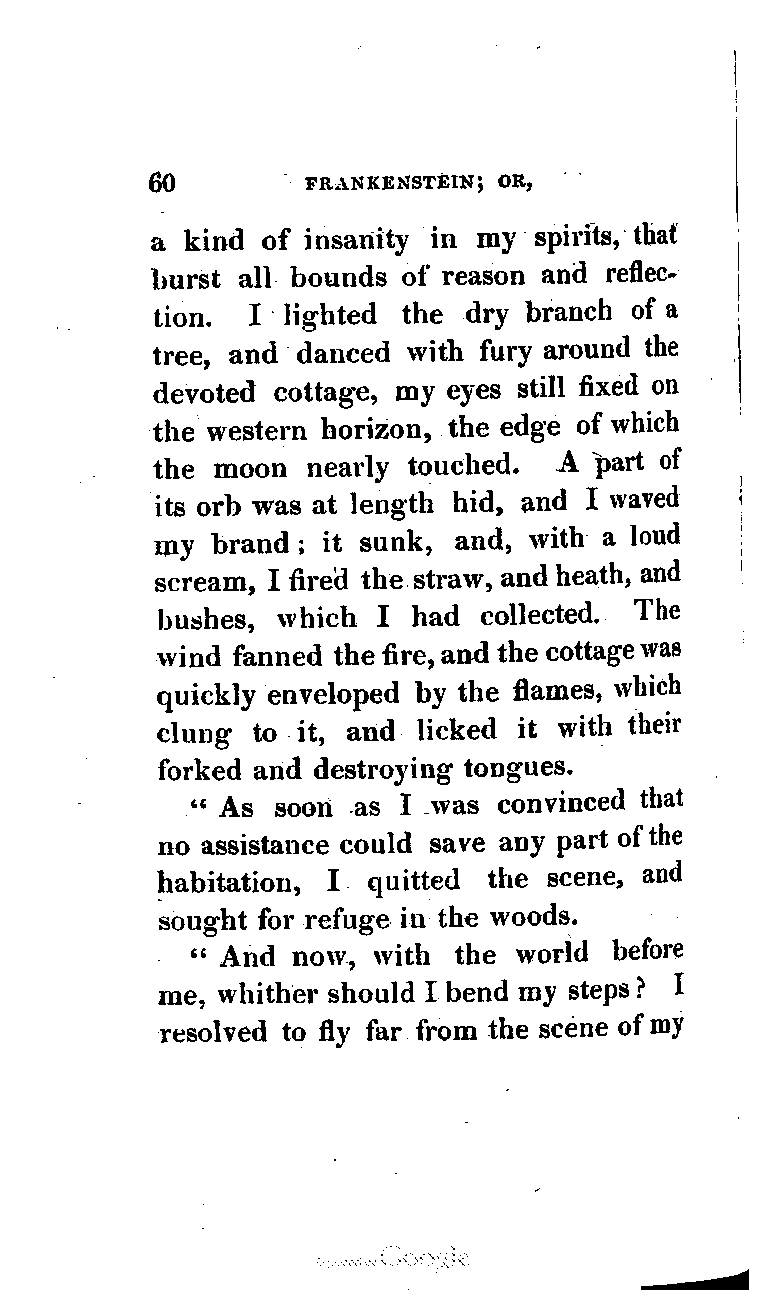 60 FRANKENSTEIN; OR,
a kind of insanity in my spirits, that
burst all bounds of reason and reflec-
tion. I lighted the dry branch of a
tree, and danced with fury around the
devoted cottage, my eyes still fixed on
the western horizon, the edge of which
the moon nearly touched. A part of
its orb was at length hid, and I waved
my brand; it sunk, and, with a loud
scream, I fired the straw, and heath, and
bushes, which I had collected. The
wind fanned the fire, and the cottage was
quickly enveloped by the flames, which
clung to it, and licked it with their
forked and destroying tongues.
“ As soon as I was convinced that
no assistance could save any part of the
habitation, I quitted the scene, and
sought for refuge in the woods.
“ And now, with the world before
me, whither should I bend my steps? I
resolved to fly far from the scene of my
Google